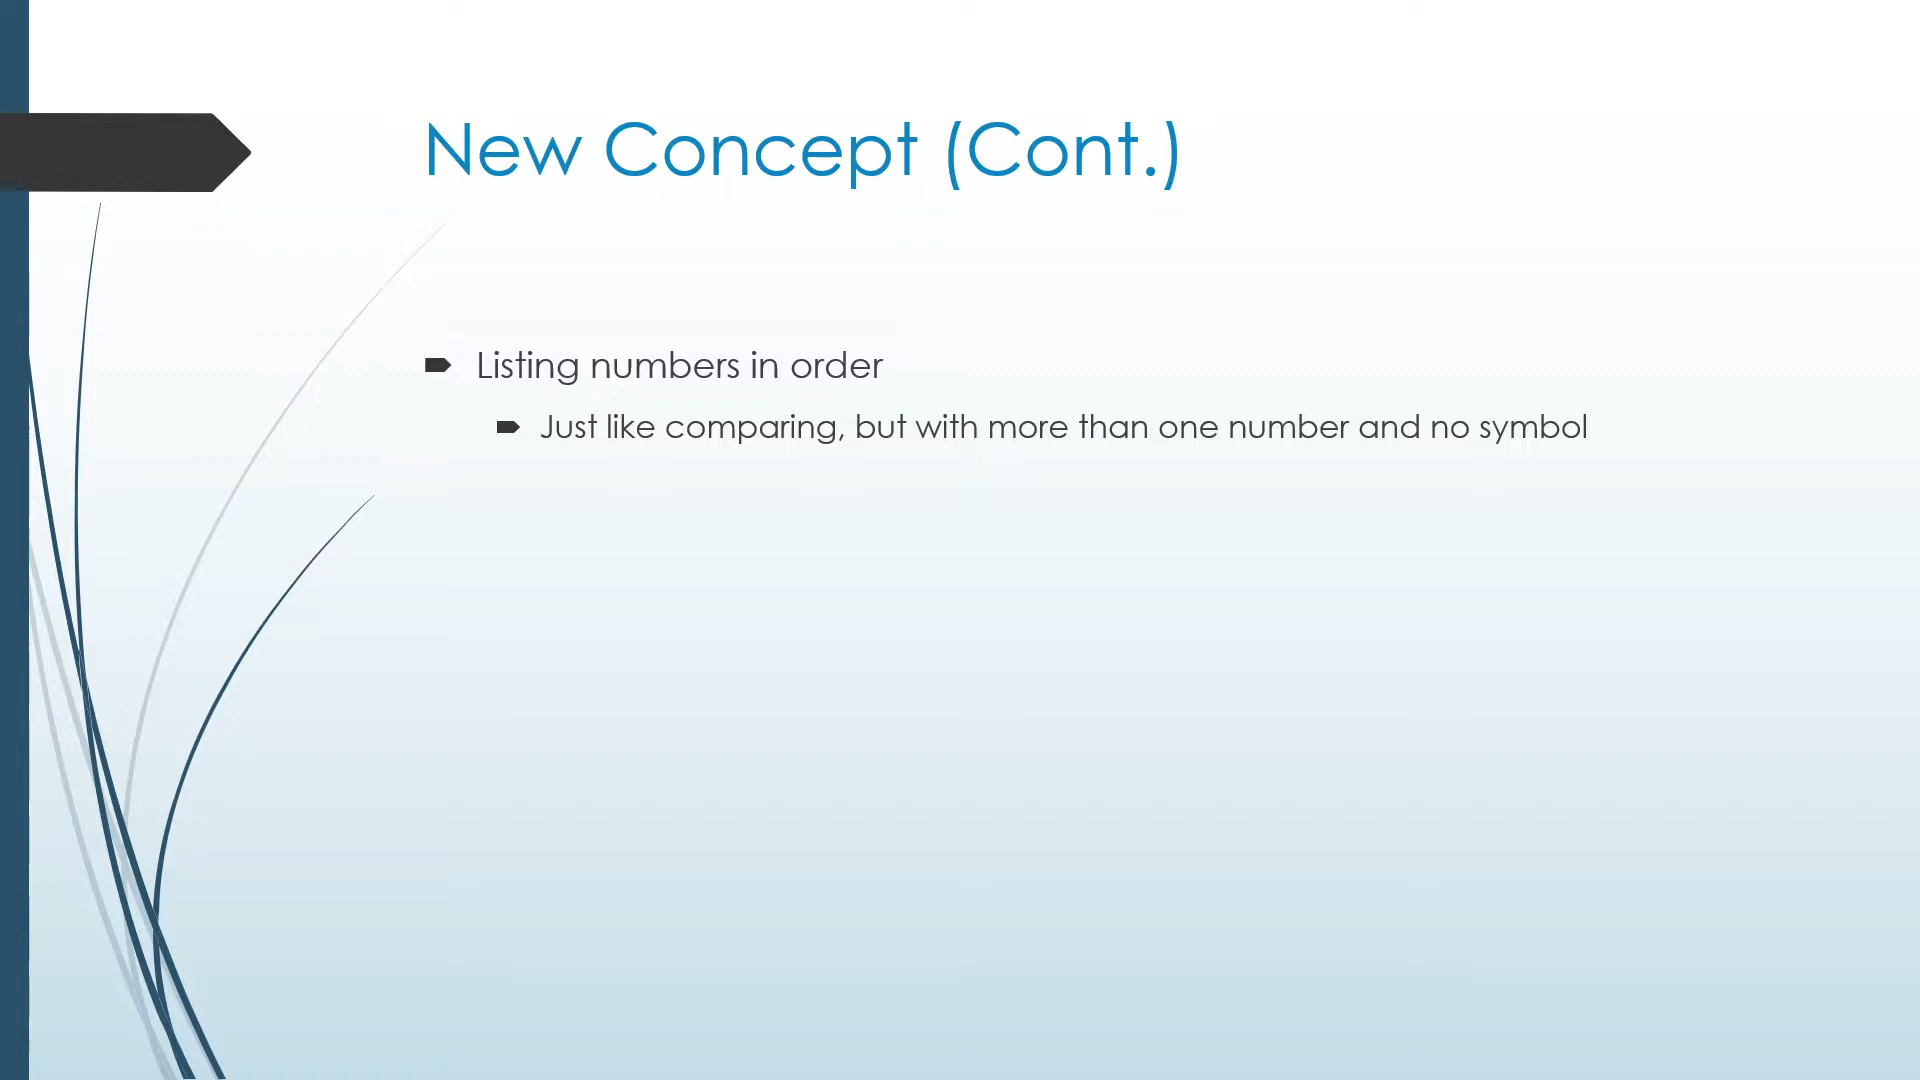 New Concept (Cont.)
Listing numbers in order
Just like comparing, but with more than one number and no symbol